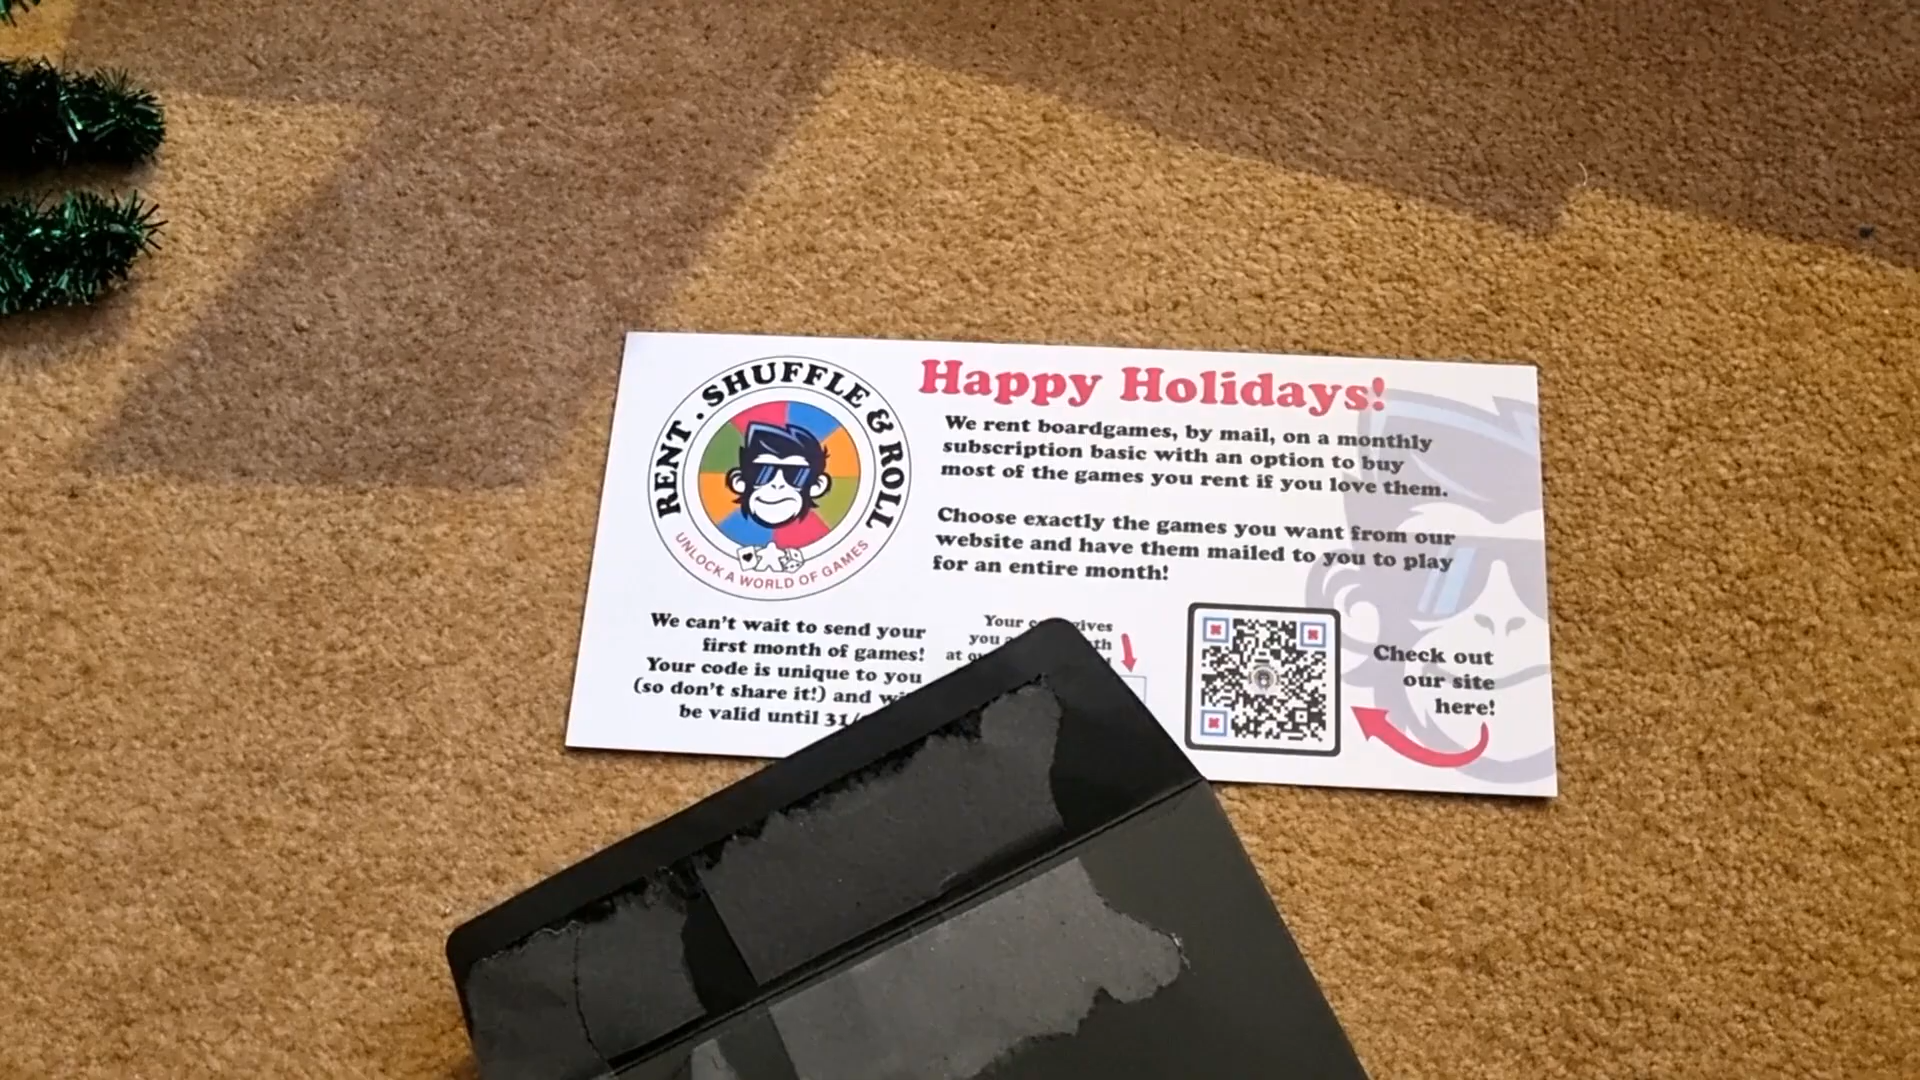 RENT . SHUFFLE & ROLL
UNLOCK A WORLD OF GAMES
Happy Holidays!
We rent boardgames, by mail, on a monthly
subscription basic with an option to buy
most of the games you rent if you love them.
Choose exactly the games you want from our
website and have them mailed to you to play
for an entire month!
We can't wait to send your
first month of games!
Your code is unique to you
(so don't share it!) and
be valid until 31/
Your gives
you
at
Check out
our site
here!